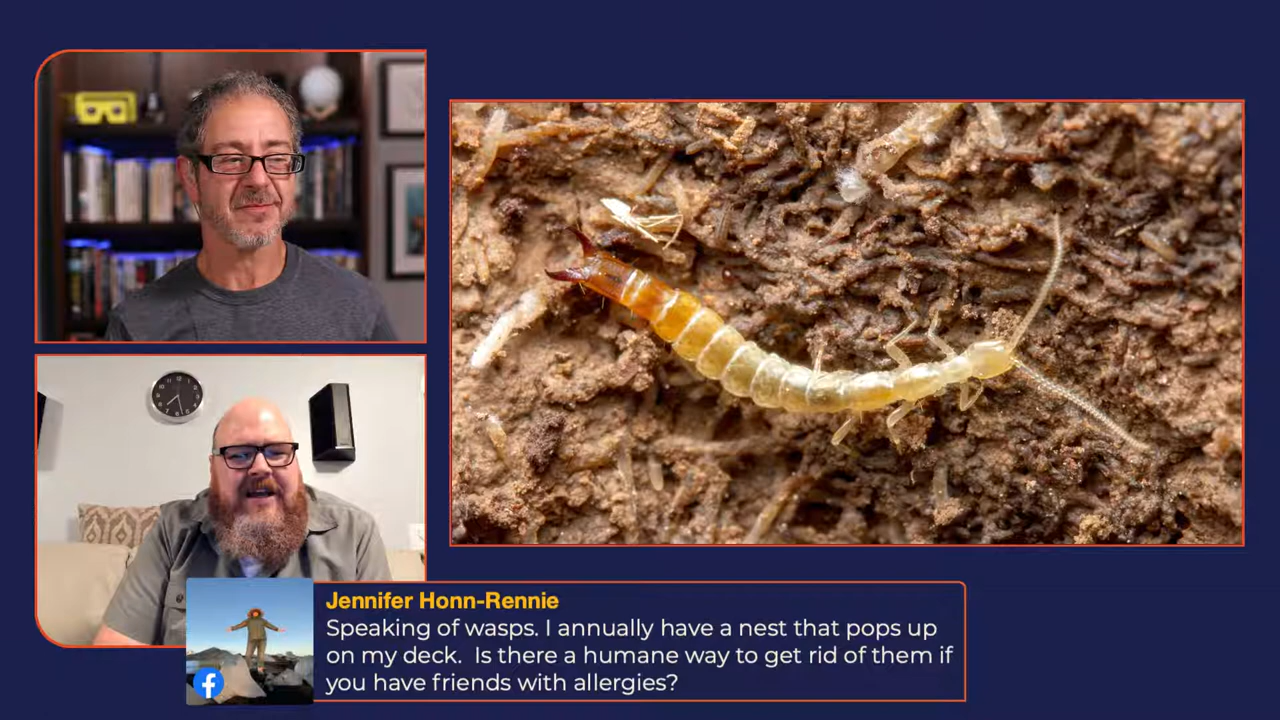 Jennifer Honn-Rennie
Speaking of wasps. I annually have a nest that pops up
on my deck. Is there a humane way to get rid of them if
you have friends with allergies?